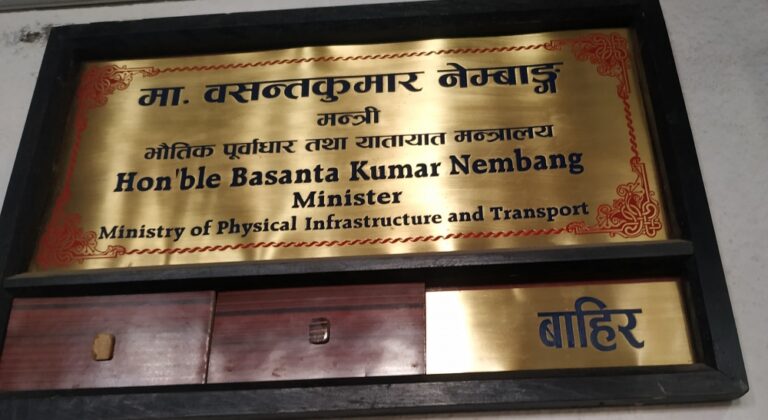 मा. वसन्तकुमार नेम्बाङ्ग
मन्त्री
भौतिक पूर्वाधार तथा यातायात मन्त्रालय
Hon'ble Basanta Kumar Nembang
Minister
Ministry of Physical Infrastructure and Transport
बाहिर